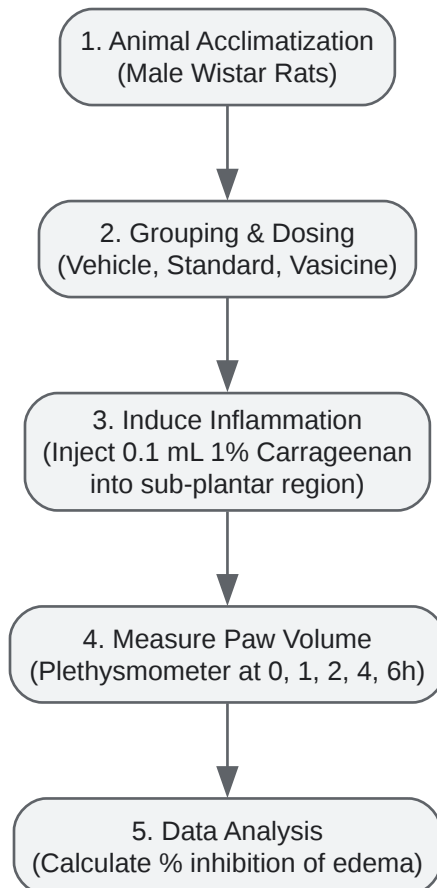 1. Animal Acclimatization
(Male Wistar Rats)
2. Grouping & Dosing
(Vehicle, Standard, Vasicine)
3. Induce Inflammation
(Inject 0.1 mL 1% Carrageenan
into sub-plantar region)
4. Measure Paw Volume
(Plethysmometer at 0, 1, 2, 4, 6h)
5. Data Analysis
(Calculate % inhibition of edema)